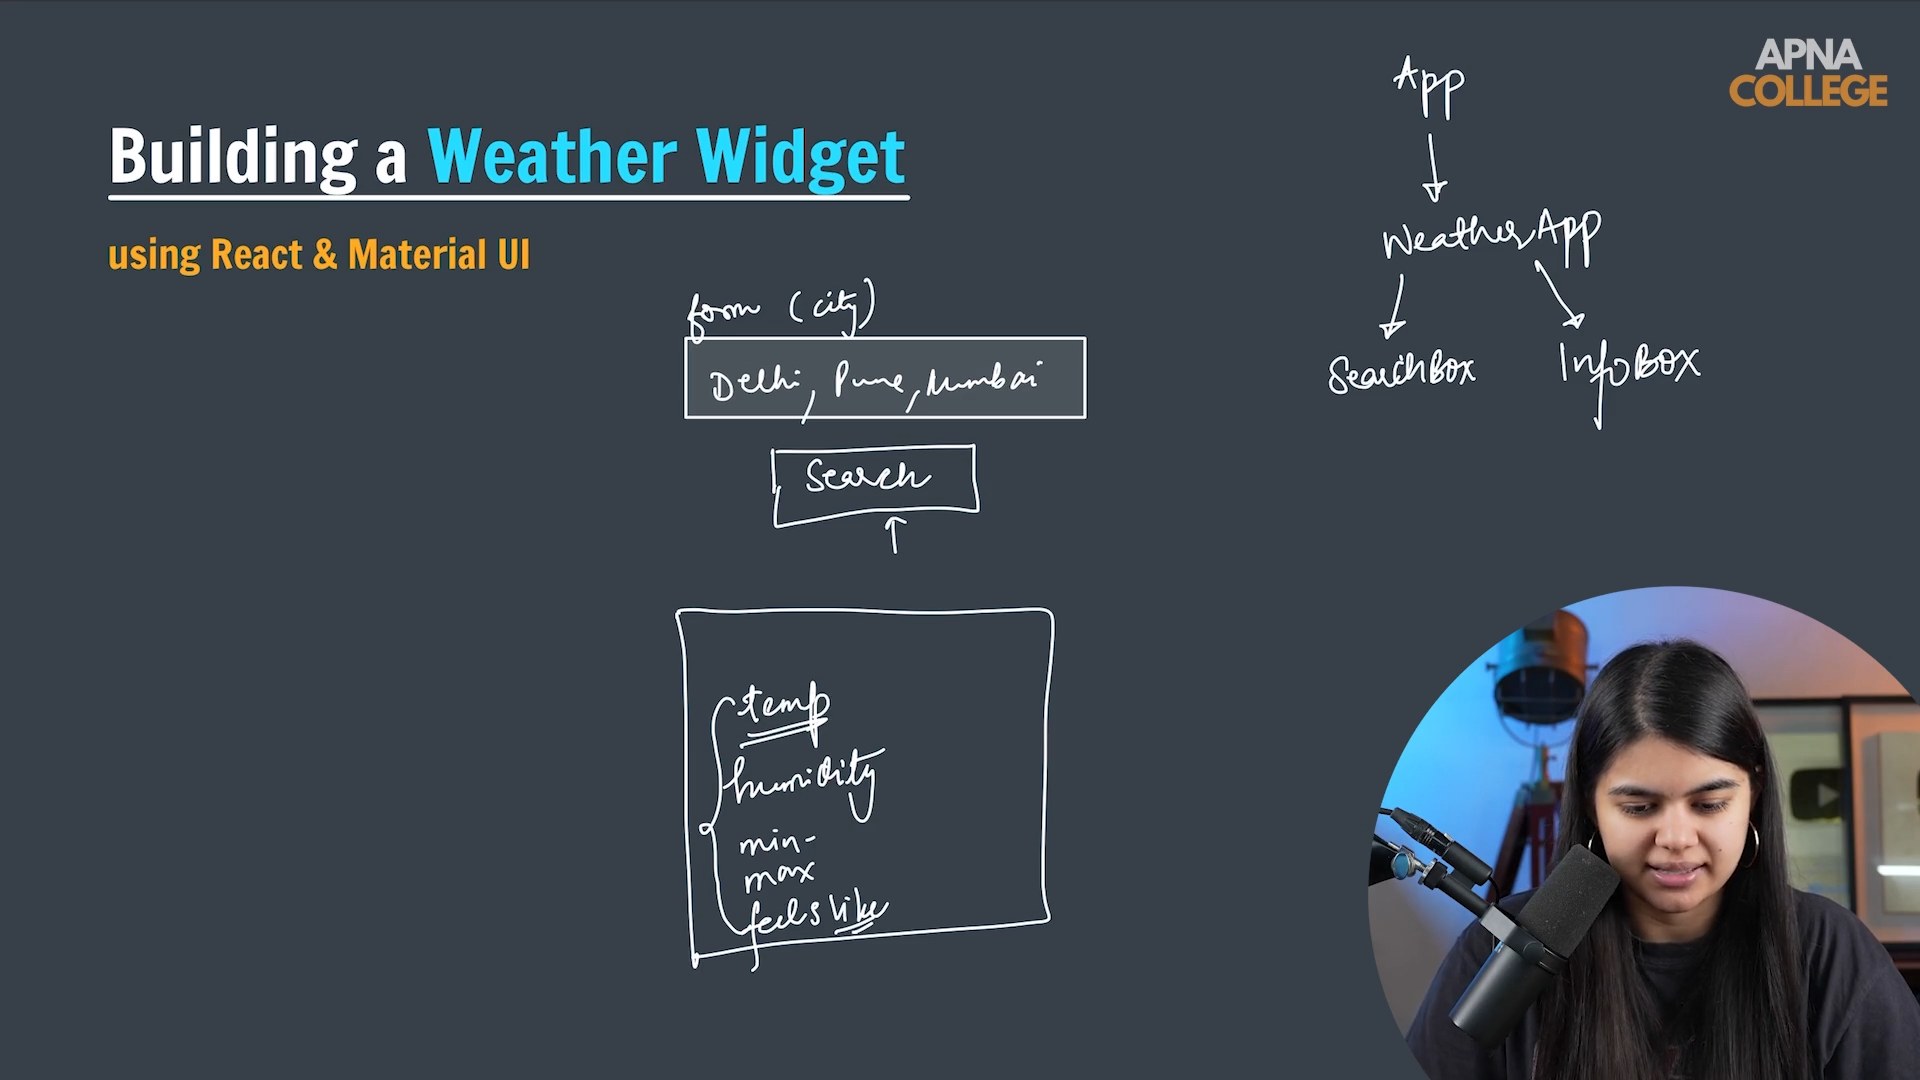 APNA
COLLEGE
Building a Weather Widget
using React & Material UI
form (city)
Delhi, Pune, Mumbai
Search
temp
humidity
min-
max
feels like
App
WeatherApp
SearchBox
InfoBox